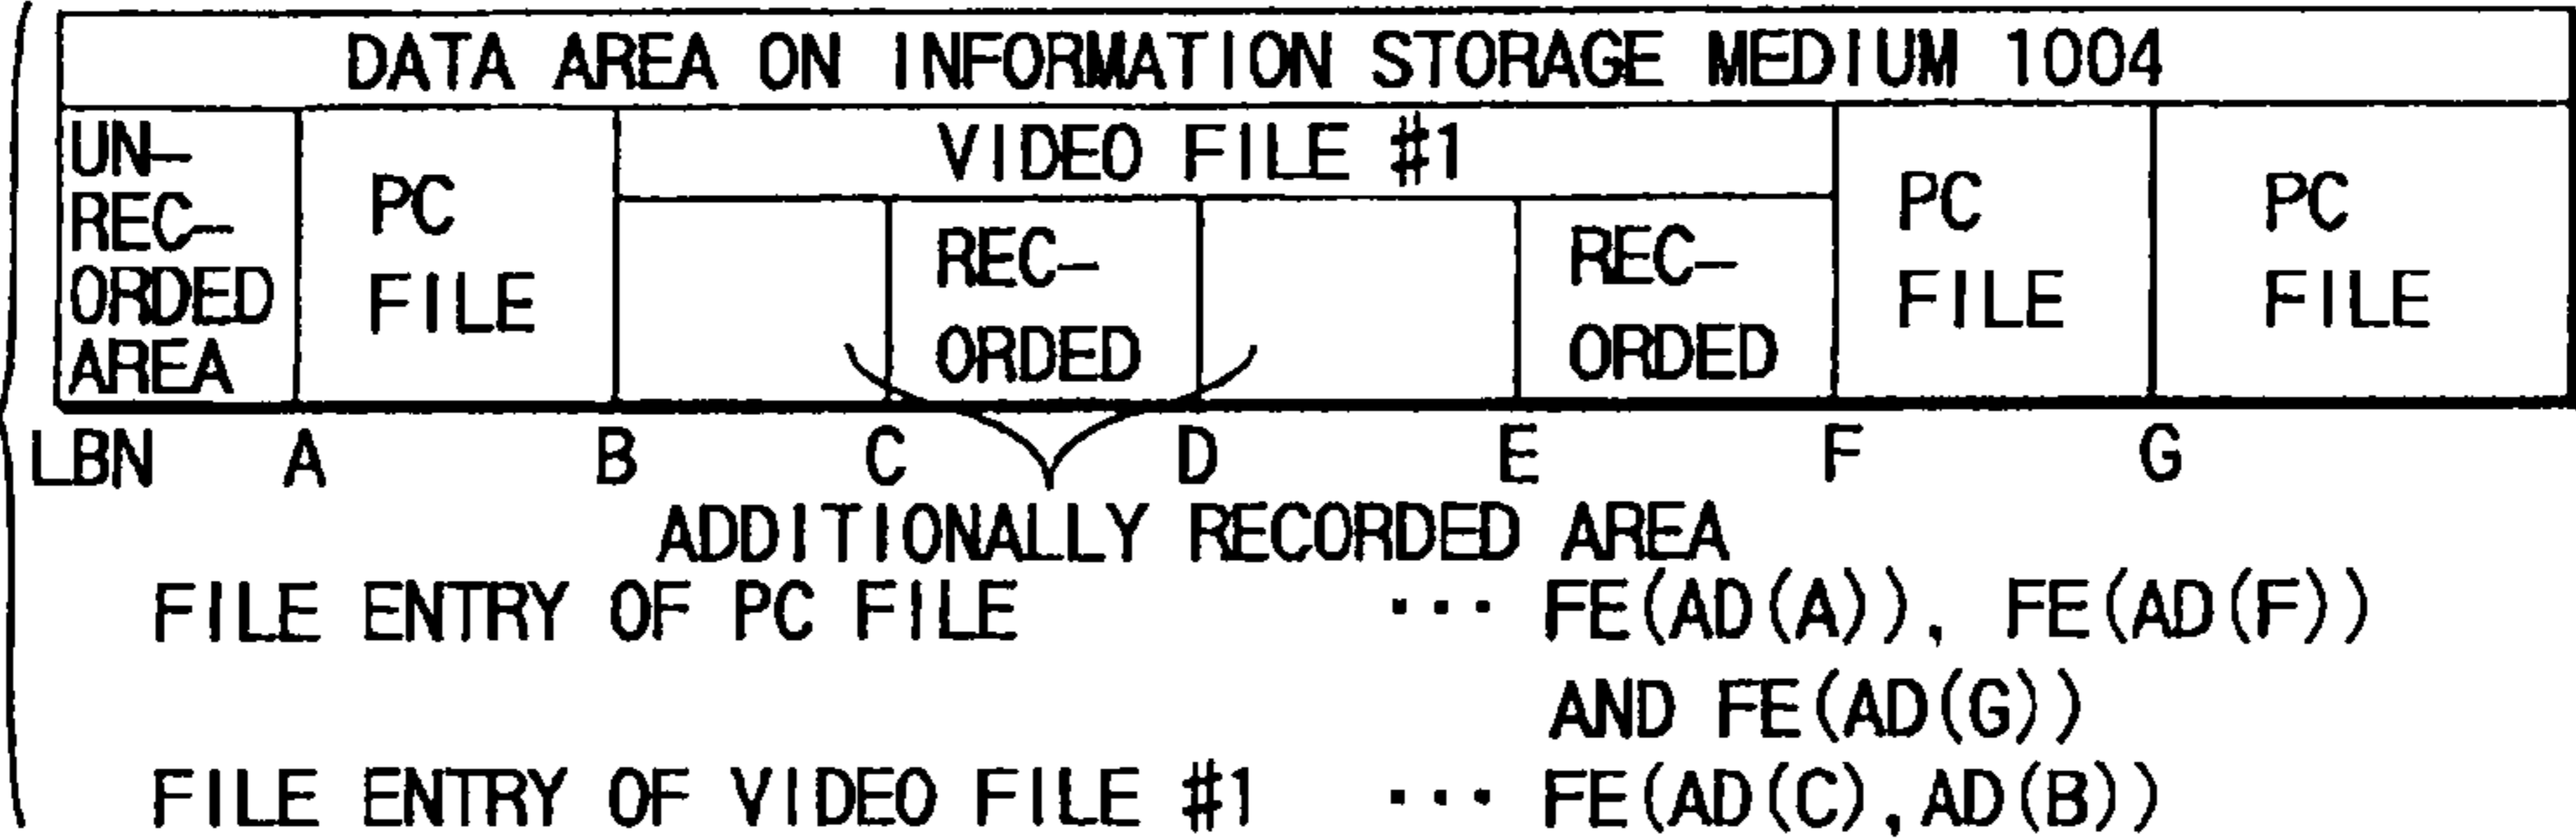 DATA AREA ON INFORMATION STORAGE MEDIUM 1004
UN-
REC-
ORDED
AREA
PC
FILE
VIDEO FILE #1
REC-
ORDED
REC-
ORDED
PC
FILE
PC
FILE
LBN A B C D E F G
ADDITIONALLY RECORDED AREA
FILE ENTRY OF PC FILE ··· FE(AD(A)), FE(AD(F))
AND FE(AD(G))
FILE ENTRY OF VIDEO FILE #1 ··· FE(AD(C),AD(B))